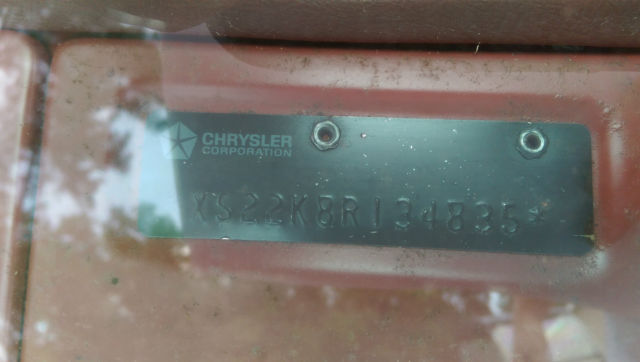 CHRYSLER
CORPORATION
XS22K8R134835*